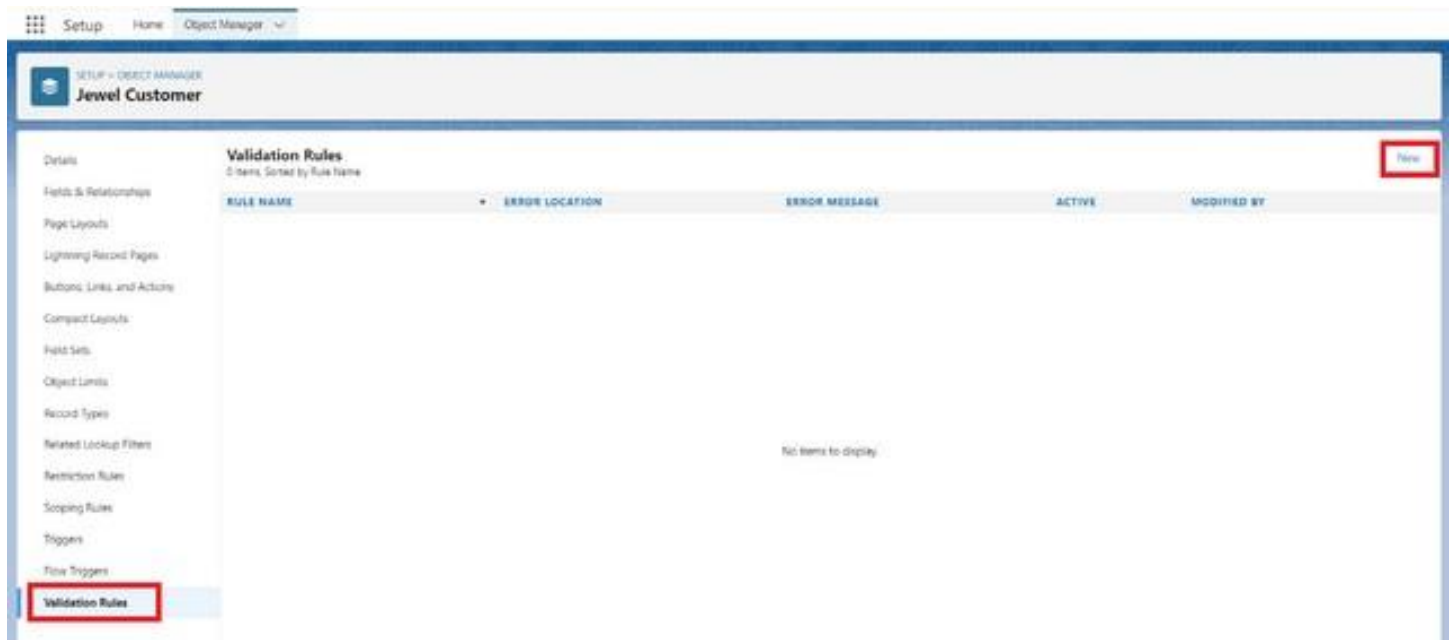 Setup Home Object Manager
SETUP > OBJECT MANAGER
Jewel Customer
Details
Fields & Relationships
Page Layouts
Lightning Record Pages
Buttons, Links, and Actions
Compact Layouts
Field Sets
Object Limits
Record Types
Related Lookup Filters
Restriction Rules
Scoping Rules
Triggers
Flow Triggers
Validation Rules
Validation Rules
0 Items, Sorted by Rule Name
New
RULE NAME ERROR LOCATION ERROR MESSAGE ACTIVE MODIFIED BY
No items to display.